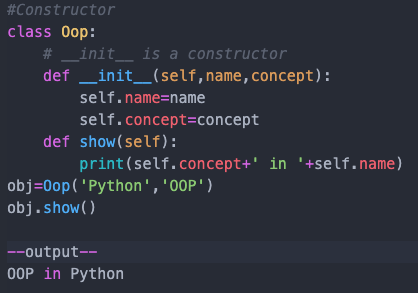 #Constructor
class Oop:
    # __init__ is a constructor
    def __init__(self,name,concept):
        self.name=name
        self.concept=concept
    def show(self):
        print(self.concept+' in '+self.name)
obj=Oop('Python','OOP')
obj.show()

--output--
OOP in Python